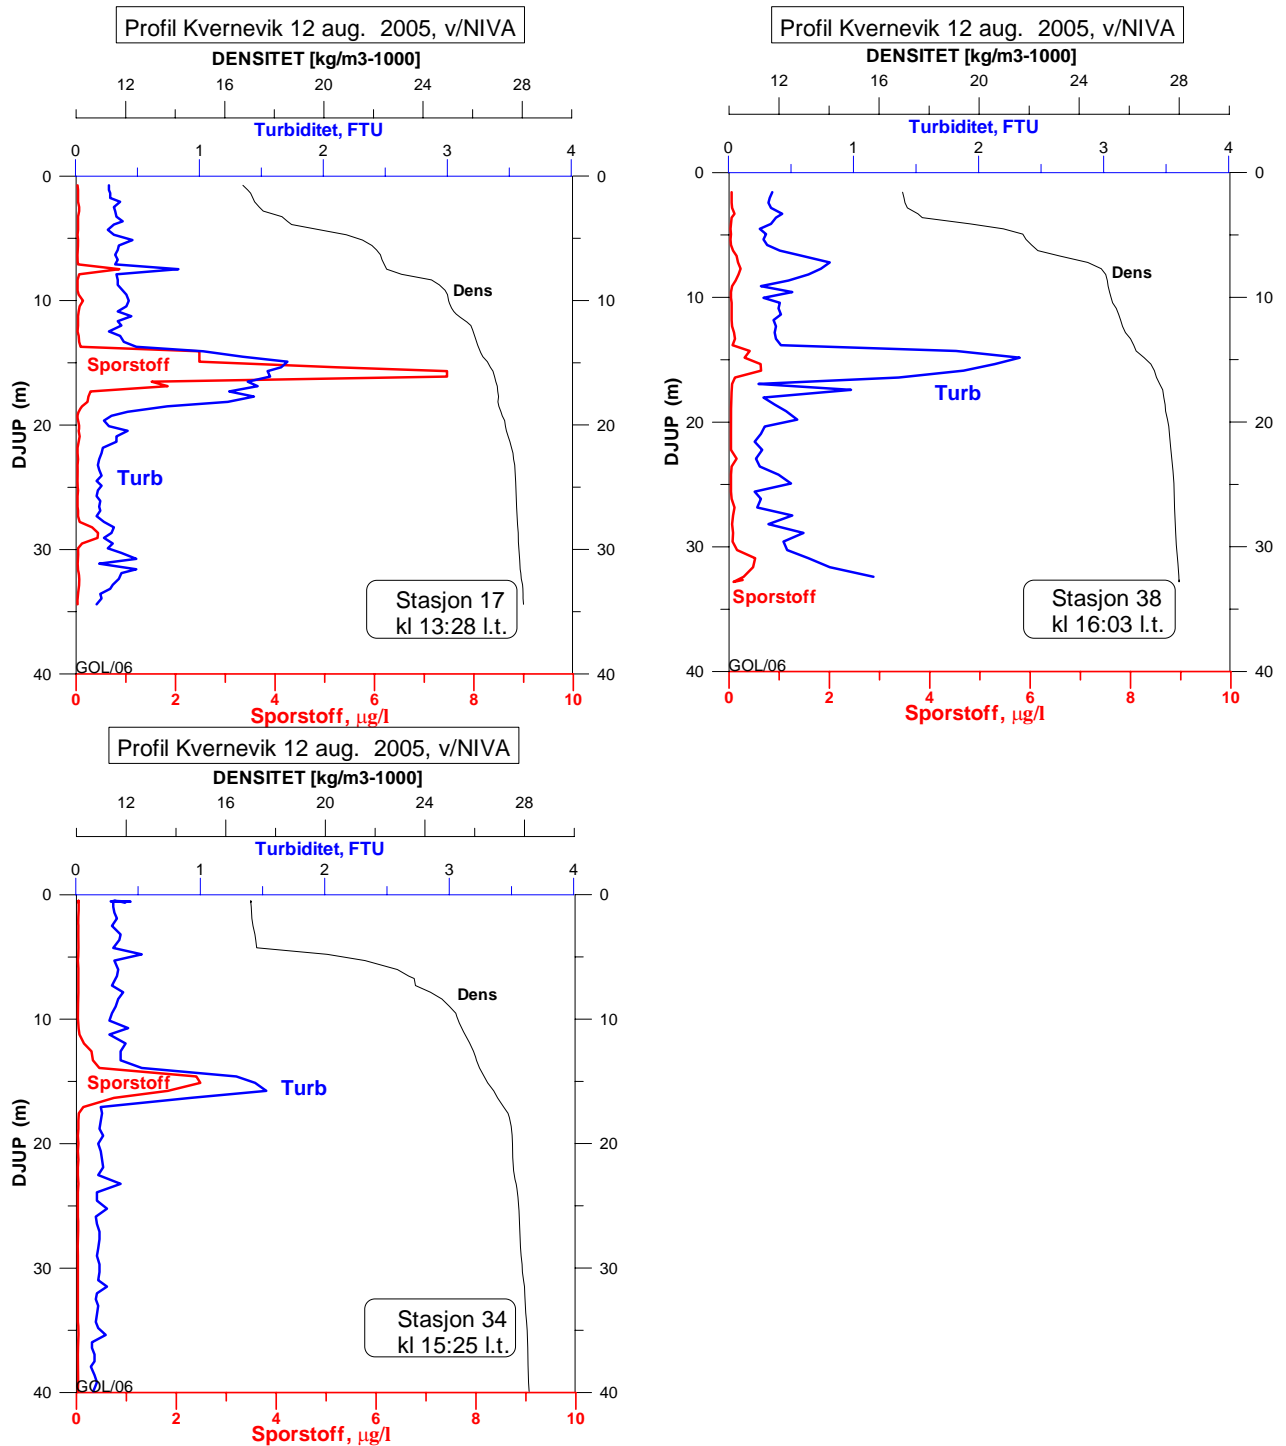 Profil Kvernevik 12 aug. 2005, v/NIVA
DENSITET [kg/m3-1000]
12 16 20 24 28
Turbiditet, FTU
0 1 2 3 4
0 0
10 10
20 20
30 30
40 40
DJUP (m)
Dens
Sporstoff
Turb
Stasjon 17
kl 13:28 l.t.
GOL/06
0 2 4 6 8 10
Sporstoff, µg/l
Profil Kvernevik 12 aug. 2005, v/NIVA
DENSITET [kg/m3-1000]
12 16 20 24 28
Turbiditet, FTU
0 1 2 3 4
0 0
10 10
20 20
30 30
40 40
DJUP (m)
Dens
Turb
Sporstoff
Stasjon 38
kl 16:03 l.t.
GOL/06
0 2 4 6 8 10
Sporstoff, µg/l
Profil Kvernevik 12 aug. 2005, v/NIVA
DENSITET [kg/m3-1000]
12 16 20 24 28
Turbiditet, FTU
0 1 2 3 4
0 0
10 10
20 20
30 30
40 40
DJUP (m)
Dens
Sporstoff
Turb
Stasjon 34
kl 15:25 l.t.
GOL/06
0 2 4 6 8 10
Sporstoff, µg/l